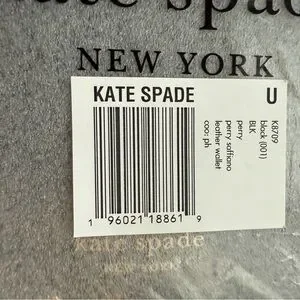 kate spade
NEW YORK
KATE SPADE
U
K8709
black (001)
BLK
perry
perry saffiano
leather wallet
coo: ph
1 96021 18861 9
kate spade
NEW YORK